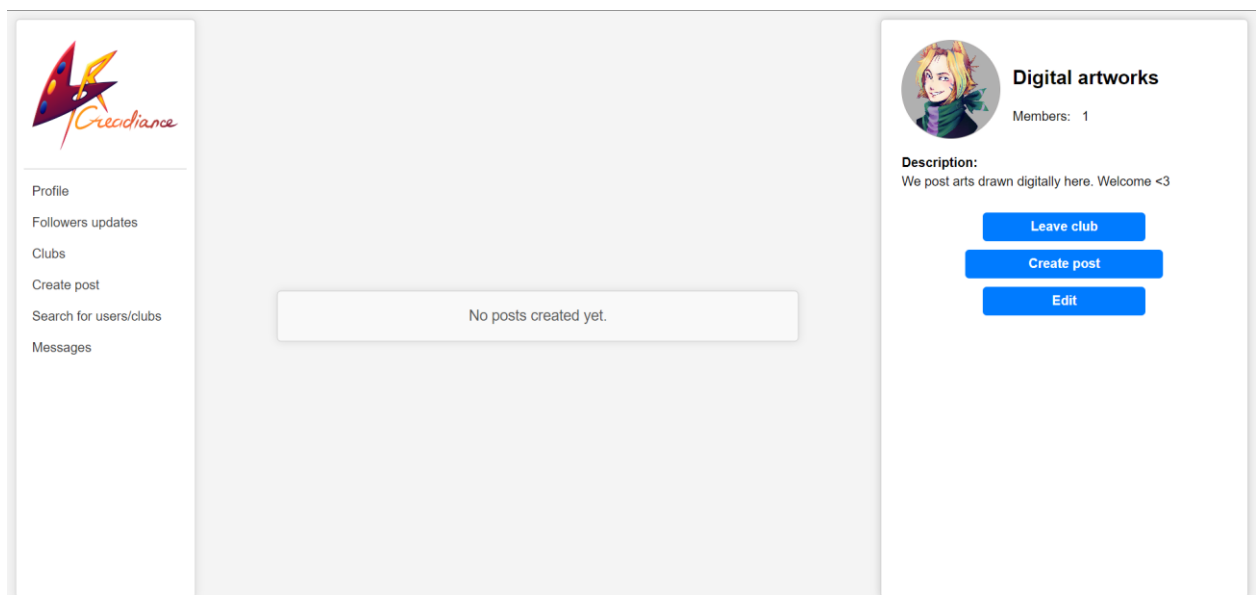 Creadiance
Profile
Followers updates
Clubs
Create post
Search for users/clubs
Messages
No posts created yet.
Digital artworks
Members: 1
Description:
We post arts drawn digitally here. Welcome <3
Leave club
Create post
Edit